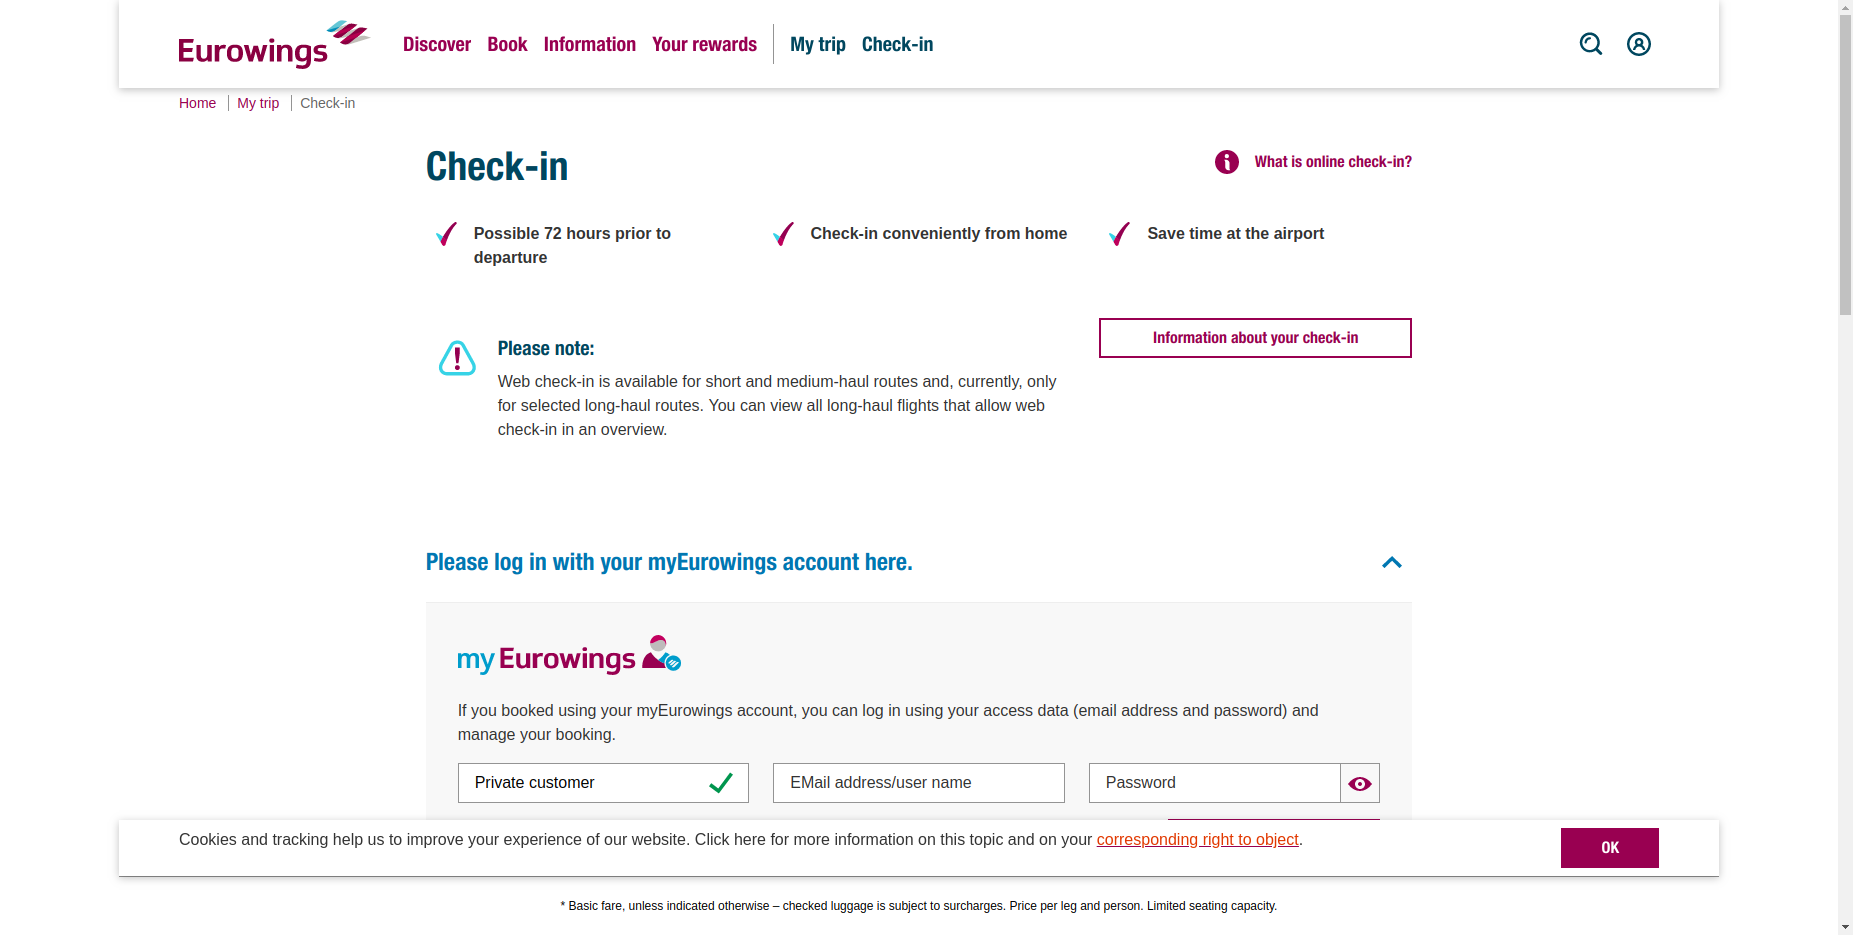 Eurowings
Discover Book Information Your rewards My trip Check-in
Home My trip Check-in
Check-in
What is online check-in?
Possible 72 hours prior to
departure
Check-in conveniently from home
Save time at the airport
Information about your check-in
Please note:
Web check-in is available for short and medium-haul routes and, currently, only
for selected long-haul routes. You can view all long-haul flights that allow web
check-in in an overview.
Please log in with your myEurowings account here.
my Eurowings
If you booked using your myEurowings account, you can log in using your access data (email address and password) and
manage your booking.
Private customer
EMail address/user name
Password
Cookies and tracking help us to improve your experience of our website. Click here for more information on this topic and on your corresponding right to object.
OK
* Basic fare, unless indicated otherwise – checked luggage is subject to surcharges. Price per leg and person. Limited seating capacity.